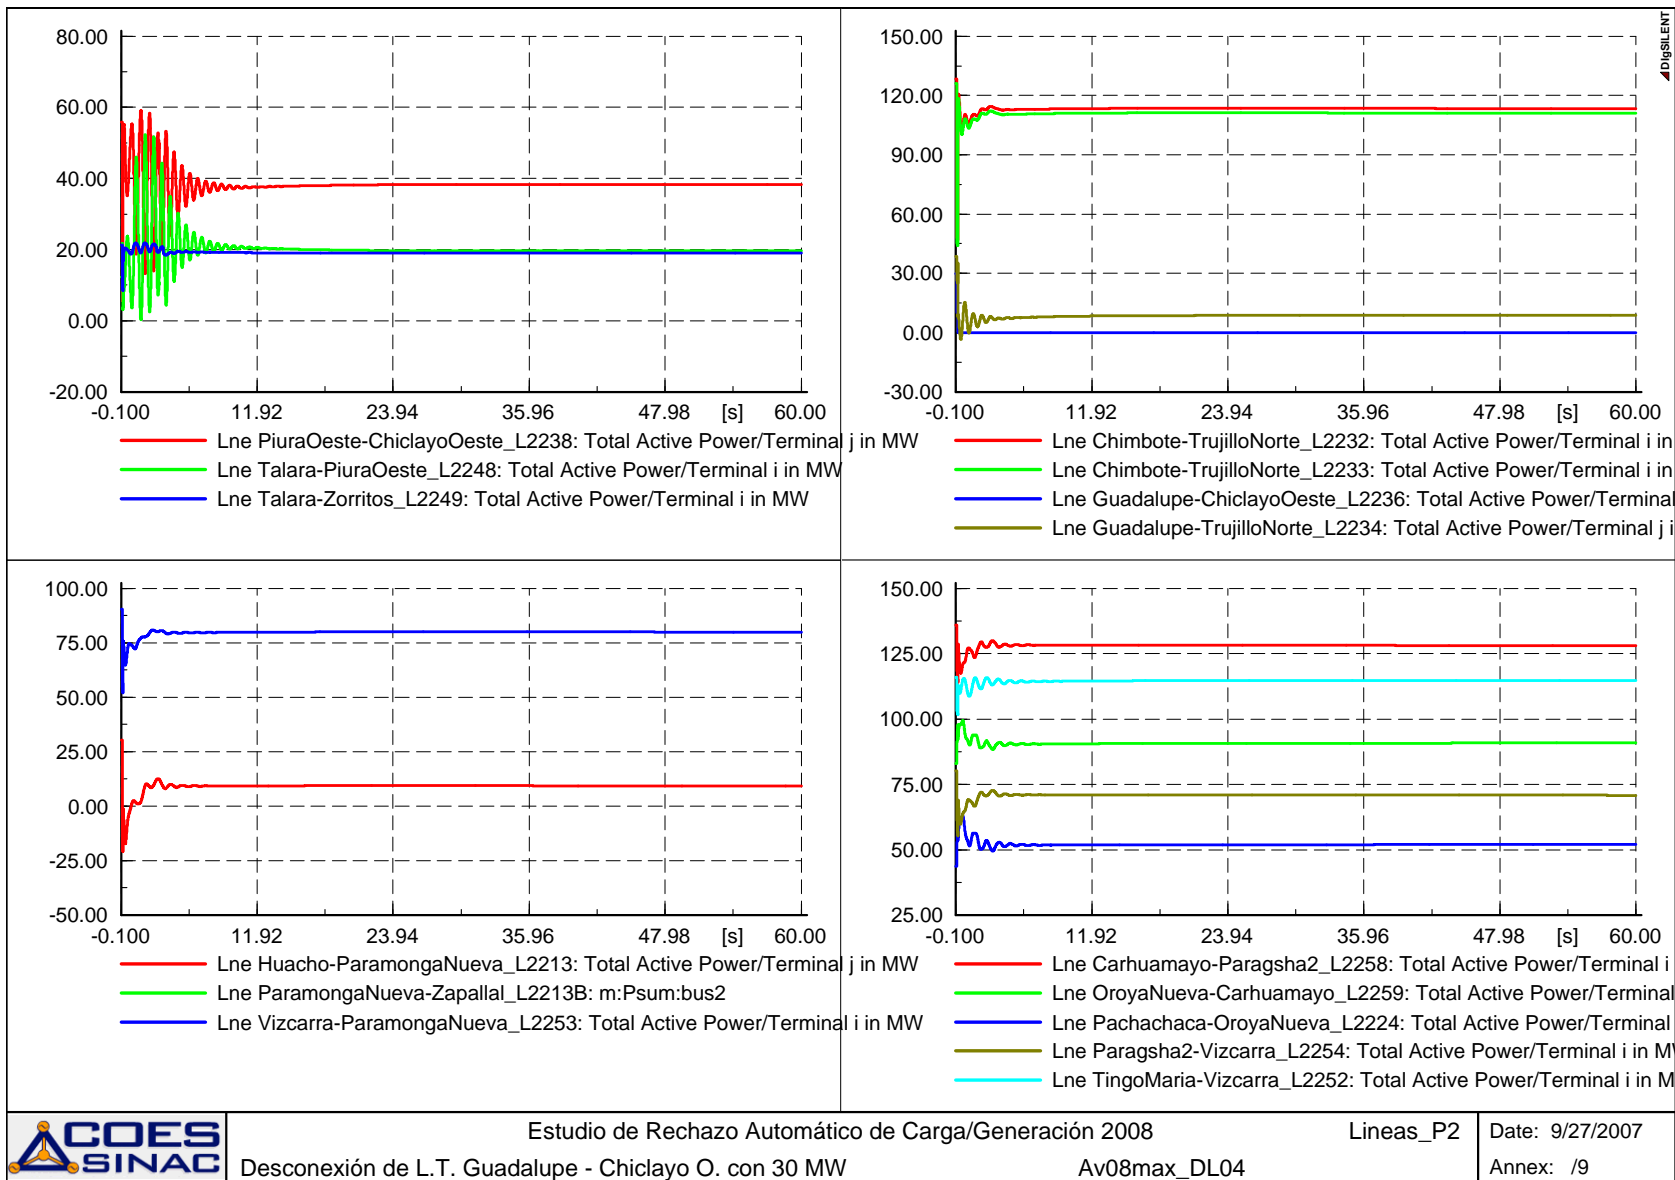 DIgSILENT
80.00
60.00
40.00
20.00
0.00
-20.00
-0.100 11.92 23.94 35.96 47.98 [s] 60.00
Lne PiuraOeste-ChiclayoOeste_L2238: Total Active Power/Terminal j in MW
Lne Talara-PiuraOeste_L2248: Total Active Power/Terminal i in MW
Lne Talara-Zorritos_L2249: Total Active Power/Terminal i in MW
150.00
120.00
90.00
60.00
30.00
0.00
-30.00
-0.100 11.92 23.94 35.96 47.98 [s] 60.00
Lne Chimbote-TrujilloNorte_L2232: Total Active Power/Terminal i in
Lne Chimbote-TrujilloNorte_L2233: Total Active Power/Terminal i in
Lne Guadalupe-ChiclayoOeste_L2236: Total Active Power/Terminal
Lne Guadalupe-TrujilloNorte_L2234: Total Active Power/Terminal j i
100.00
75.00
50.00
25.00
0.00
-25.00
-50.00
-0.100 11.92 23.94 35.96 47.98 [s] 60.00
Lne Huacho-ParamongaNueva_L2213: Total Active Power/Terminal j in MW
Lne ParamongaNueva-Zapallal_L2213B: m:Psum:bus2
Lne Vizcarra-ParamongaNueva_L2253: Total Active Power/Terminal i in MW
150.00
125.00
100.00
75.00
50.00
25.00
-0.100 11.92 23.94 35.96 47.98 [s] 60.00
Lne Carhuamayo-Paragsha2_L2258: Total Active Power/Terminal i
Lne OroyaNueva-Carhuamayo_L2259: Total Active Power/Terminal
Lne Pachachaca-OroyaNueva_L2224: Total Active Power/Terminal
Lne Paragsha2-Vizcarra_L2254: Total Active Power/Terminal i in M
Lne TingoMaria-Vizcarra_L2252: Total Active Power/Terminal i in M
COES
SINAC
Estudio de Rechazo Automático de Carga/Generación 2008
Lineas_P2
Date: 9/27/2007
Desconexión de L.T. Guadalupe - Chiclayo O. con 30 MW
Av08max_DL04
Annex: /9